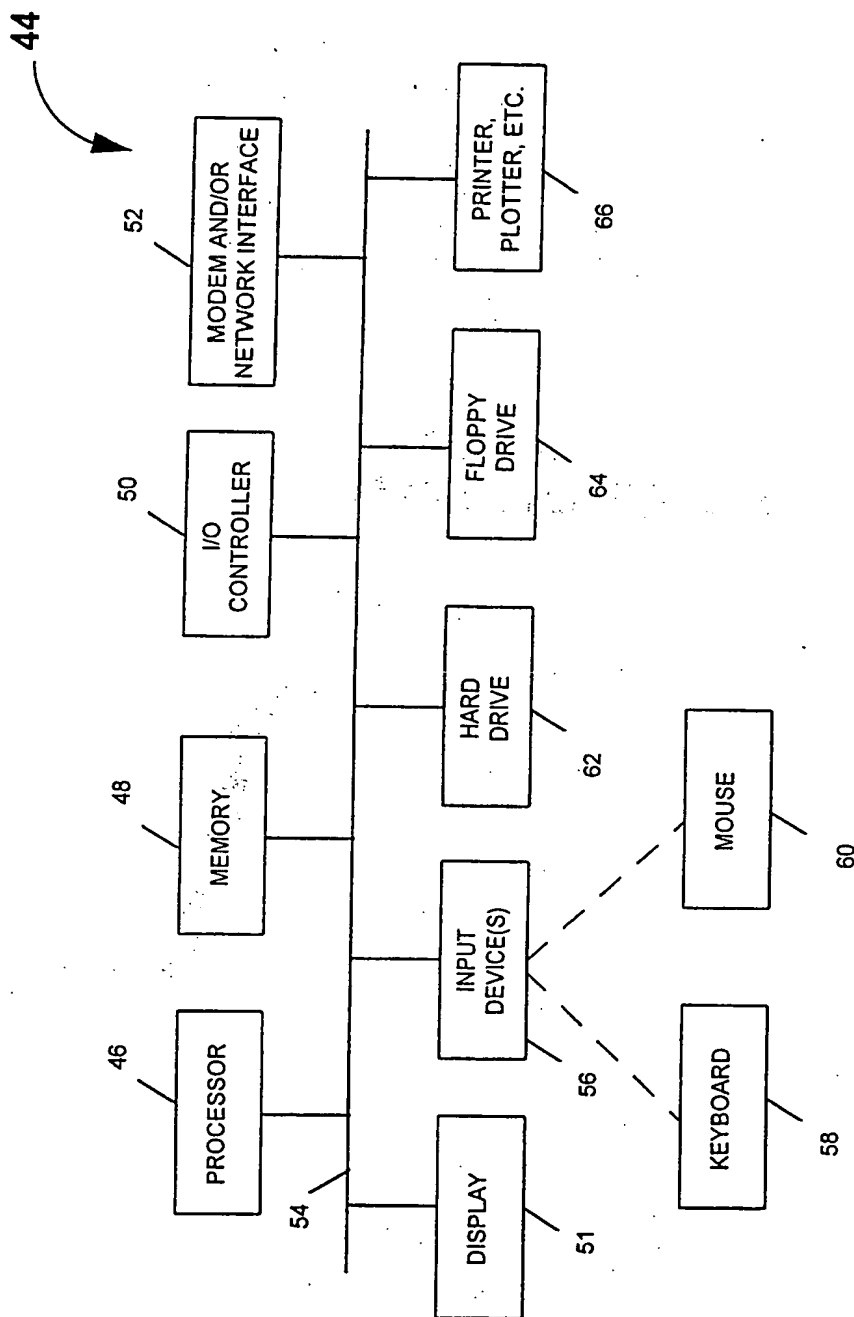 44
46
PROCESSOR
48
MEMORY
50
I/O
CONTROLLER
52
MODEM AND/OR
NETWORK INTERFACE
54
DISPLAY
51
INPUT
DEVICE(S)
56
HARD
DRIVE
62
FLOPPY
DRIVE
64
PRINTER,
PLOTTER, ETC.
66
KEYBOARD
58
MOUSE
60